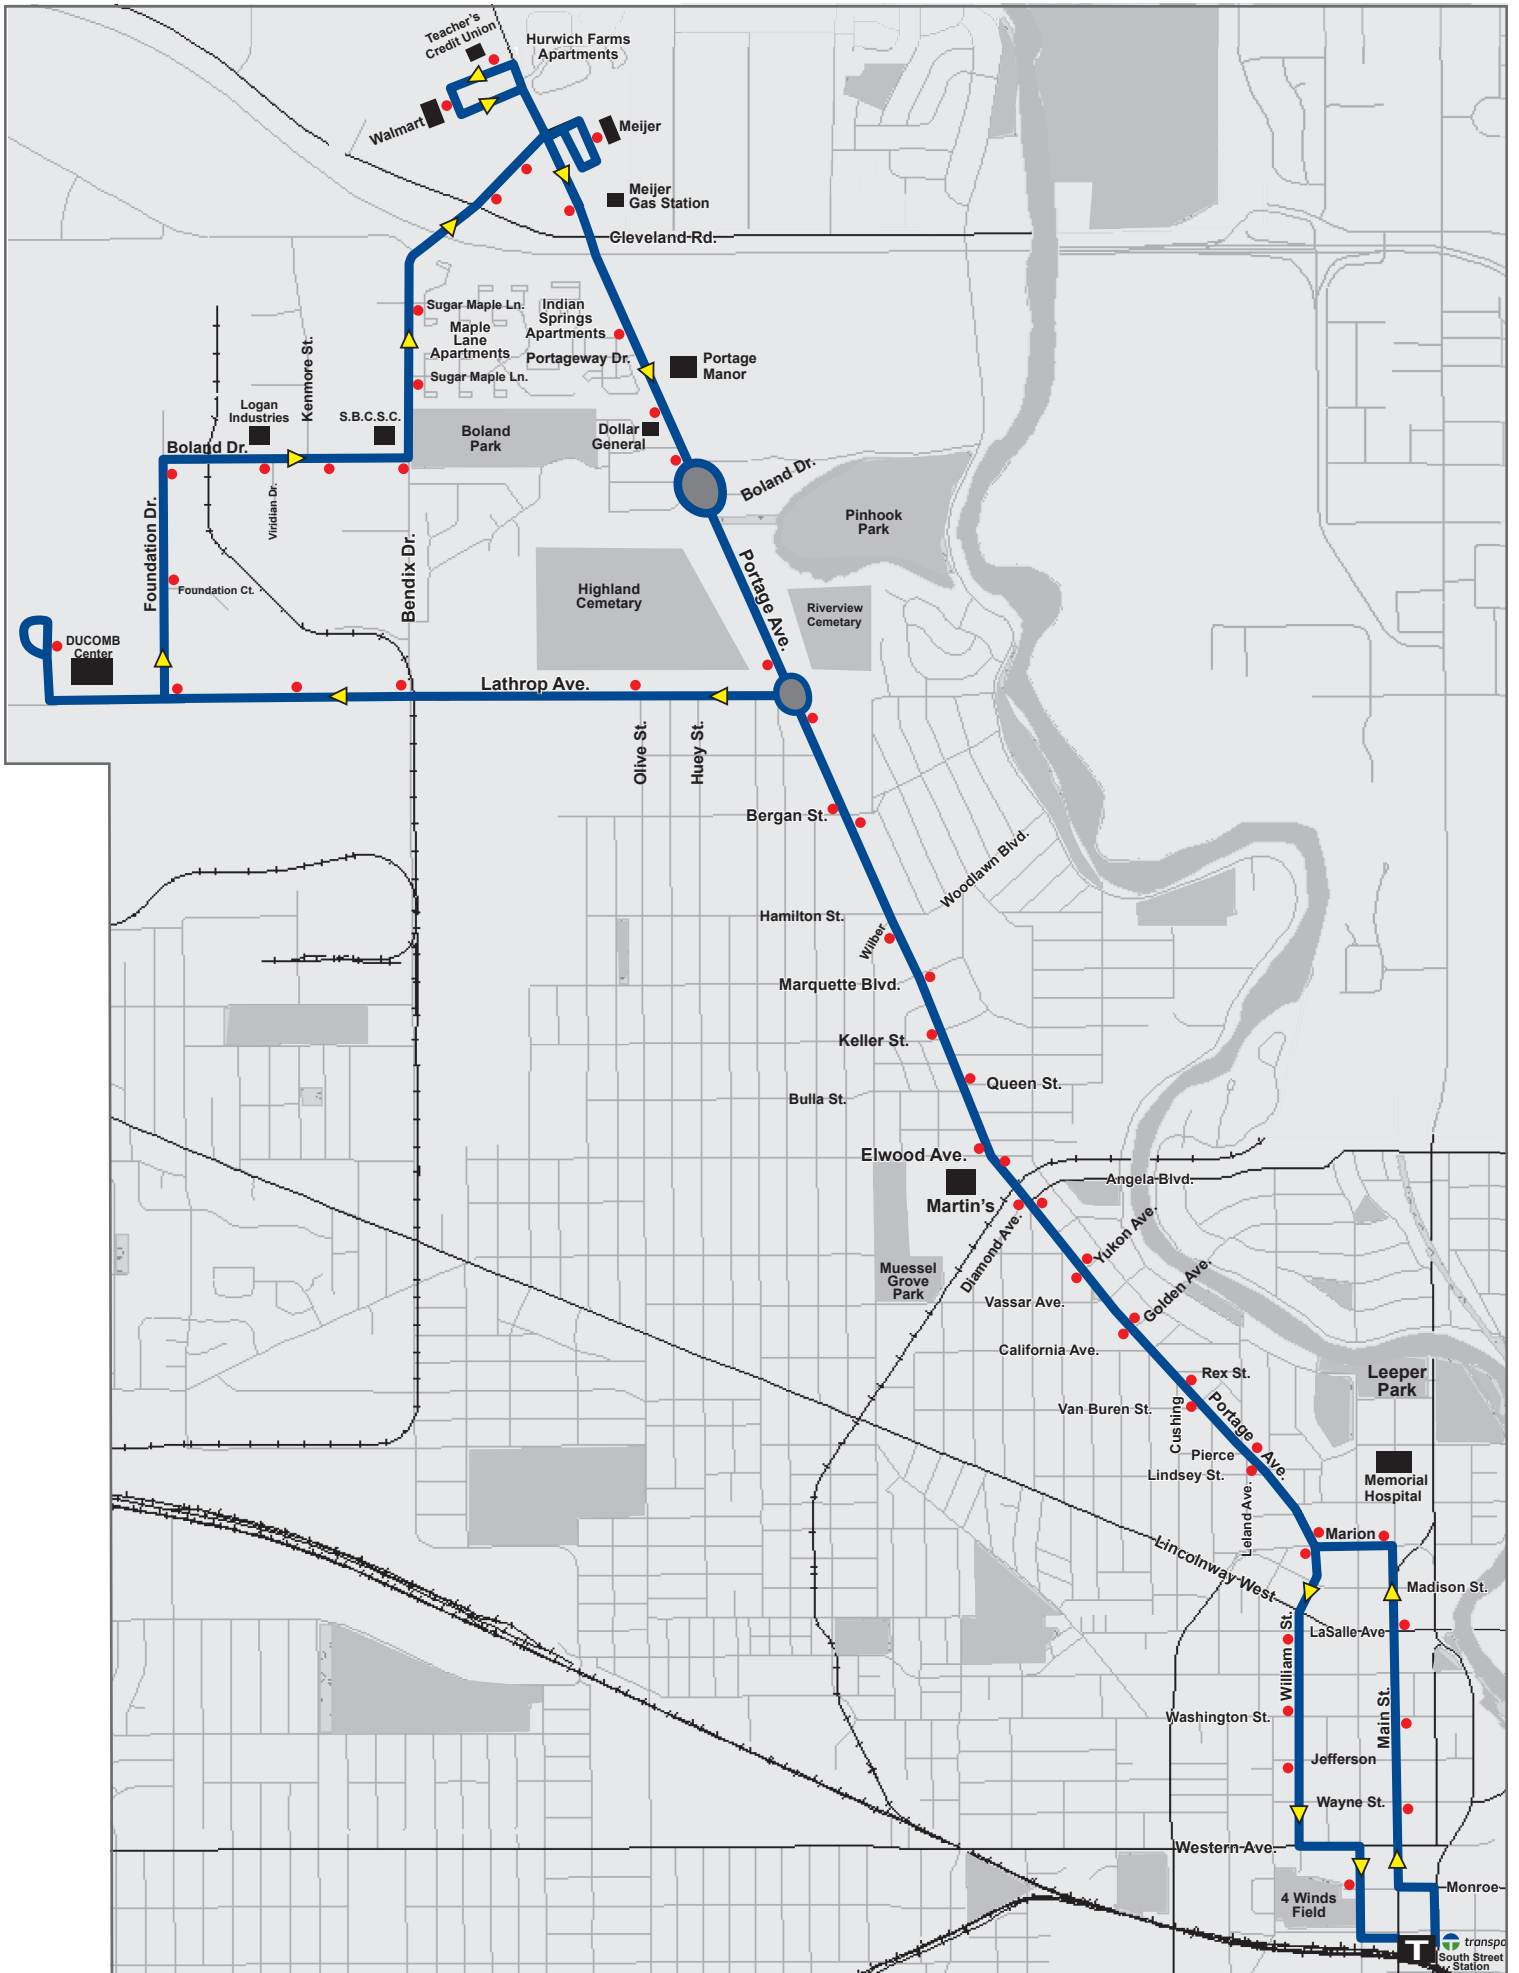 Teacher's
Credit Union
Hurwich Farms
Apartments
Walmart
Meijer
Meijer
Gas Station
Cleveland Rd.
Sugar Maple Ln.
Maple
Lane
Apartments
Sugar Maple Ln.
Indian
Springs
Apartments
Portageway Dr.
Portage
Manor
Kenmore St.
Logan
Industries
S.B.C.S.C.
Boland
Park
Dollar
General
Boland Dr.
Boland Dr.
Viridian Dr.
Pinhook
Park
Foundation Dr.
Foundation Ct.
Bendix Dr.
Highland
Cemetary
Portage Ave.
Riverview
Cemetary
DUCOMB
Center
Lathrop Ave.
Olive St.
Huey St.
Bergan St.
Woodlawn Blvd.
Hamilton St.
Wilber
Marquette Blvd.
Keller St.
Queen St.
Bulla St.
Elwood Ave.
Martin's
Angela Blvd.
Diamond Ave.
Yukon Ave.
Muessel
Grove
Park
Vassar Ave.
Golden Ave.
California Ave.
Rex St.
Leeper
Park
Van Buren St.
Cushing
Portage Ave.
Pierce
Lindsey St.
Leland Ave.
Memorial
Hospital
Marion
Lincolnway West
Madison St.
LaSalle Ave
William St.
Washington St.
Main St.
Jefferson
Wayne St.
Western Ave.
4 Winds
Field
Monroe
T
transpo
South Street
Station